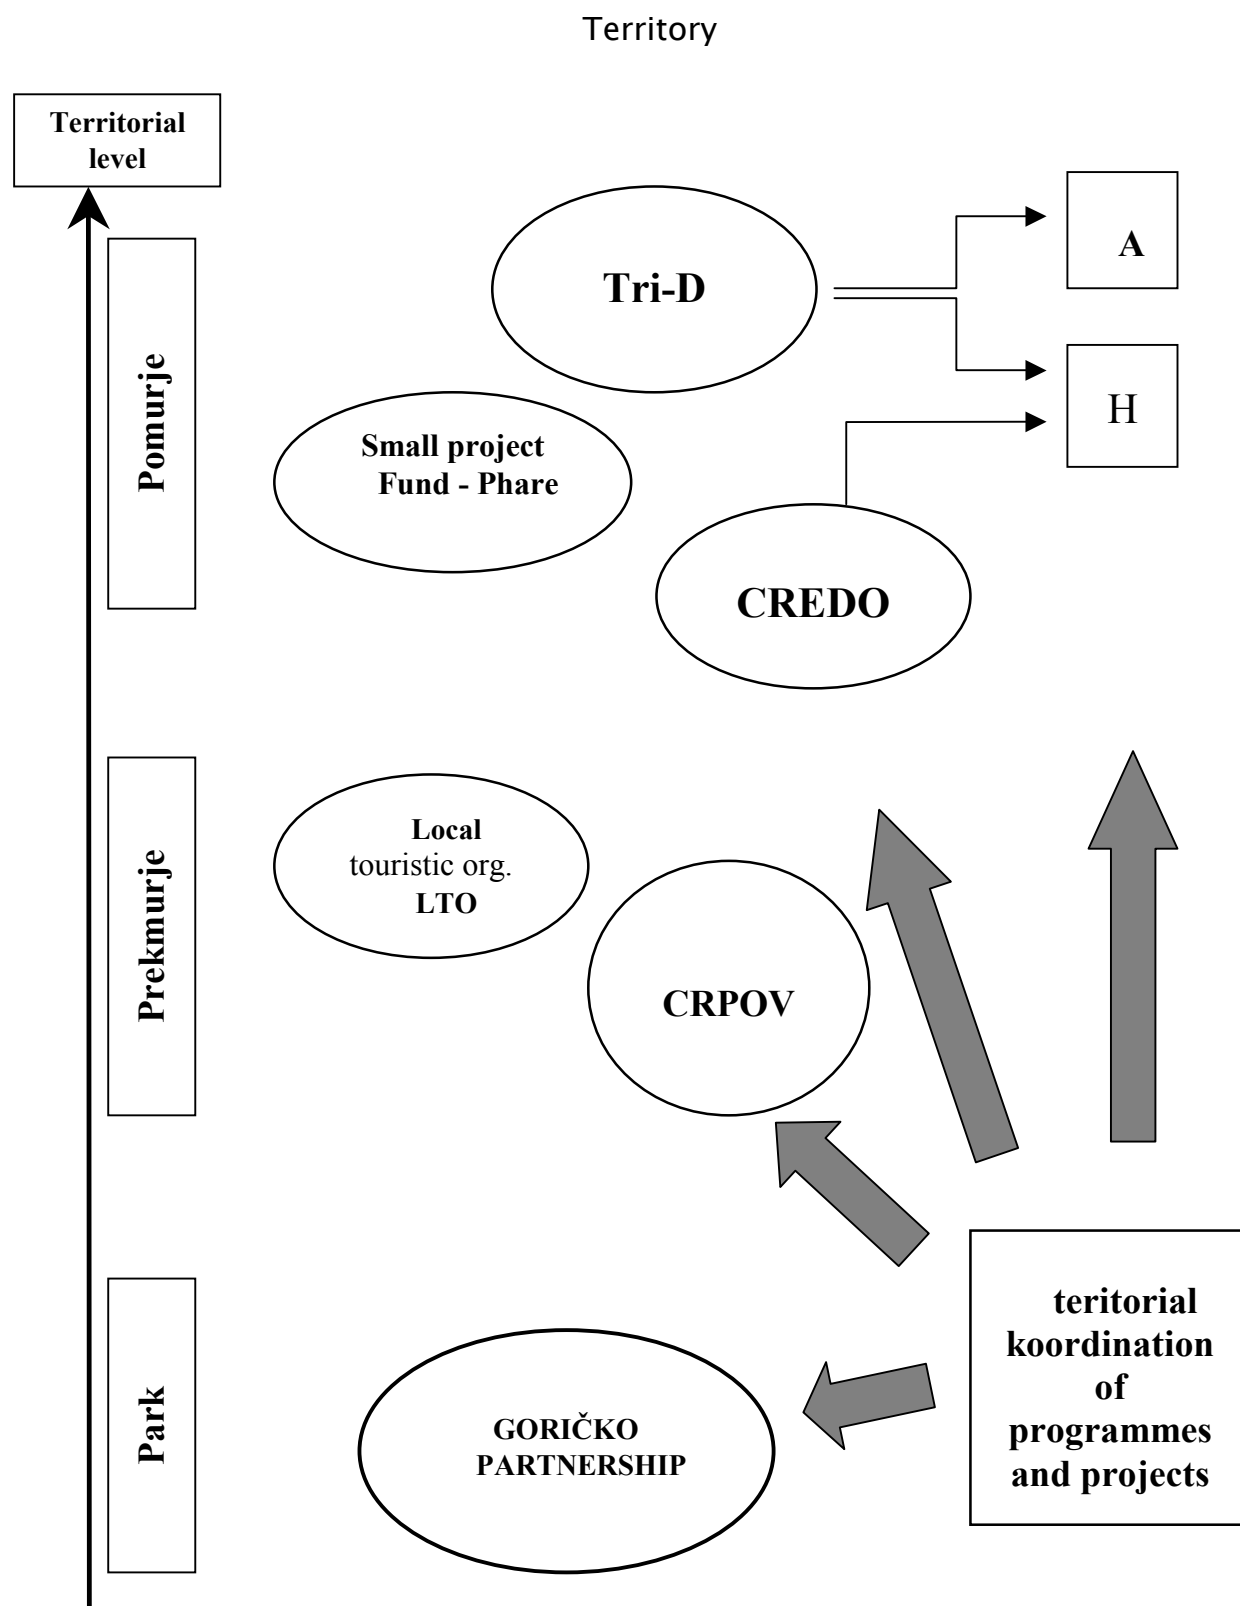 Territory
Territorial
level
Tri-D
A
Pomurje
H
Small project
Fund - Phare
CREDO
Prekmurje
Local
touristic org.
LTO
CRPOV
Park
GORIČKO
PARTNERSHIP
teritorial
koordination
of
programmes
and projects